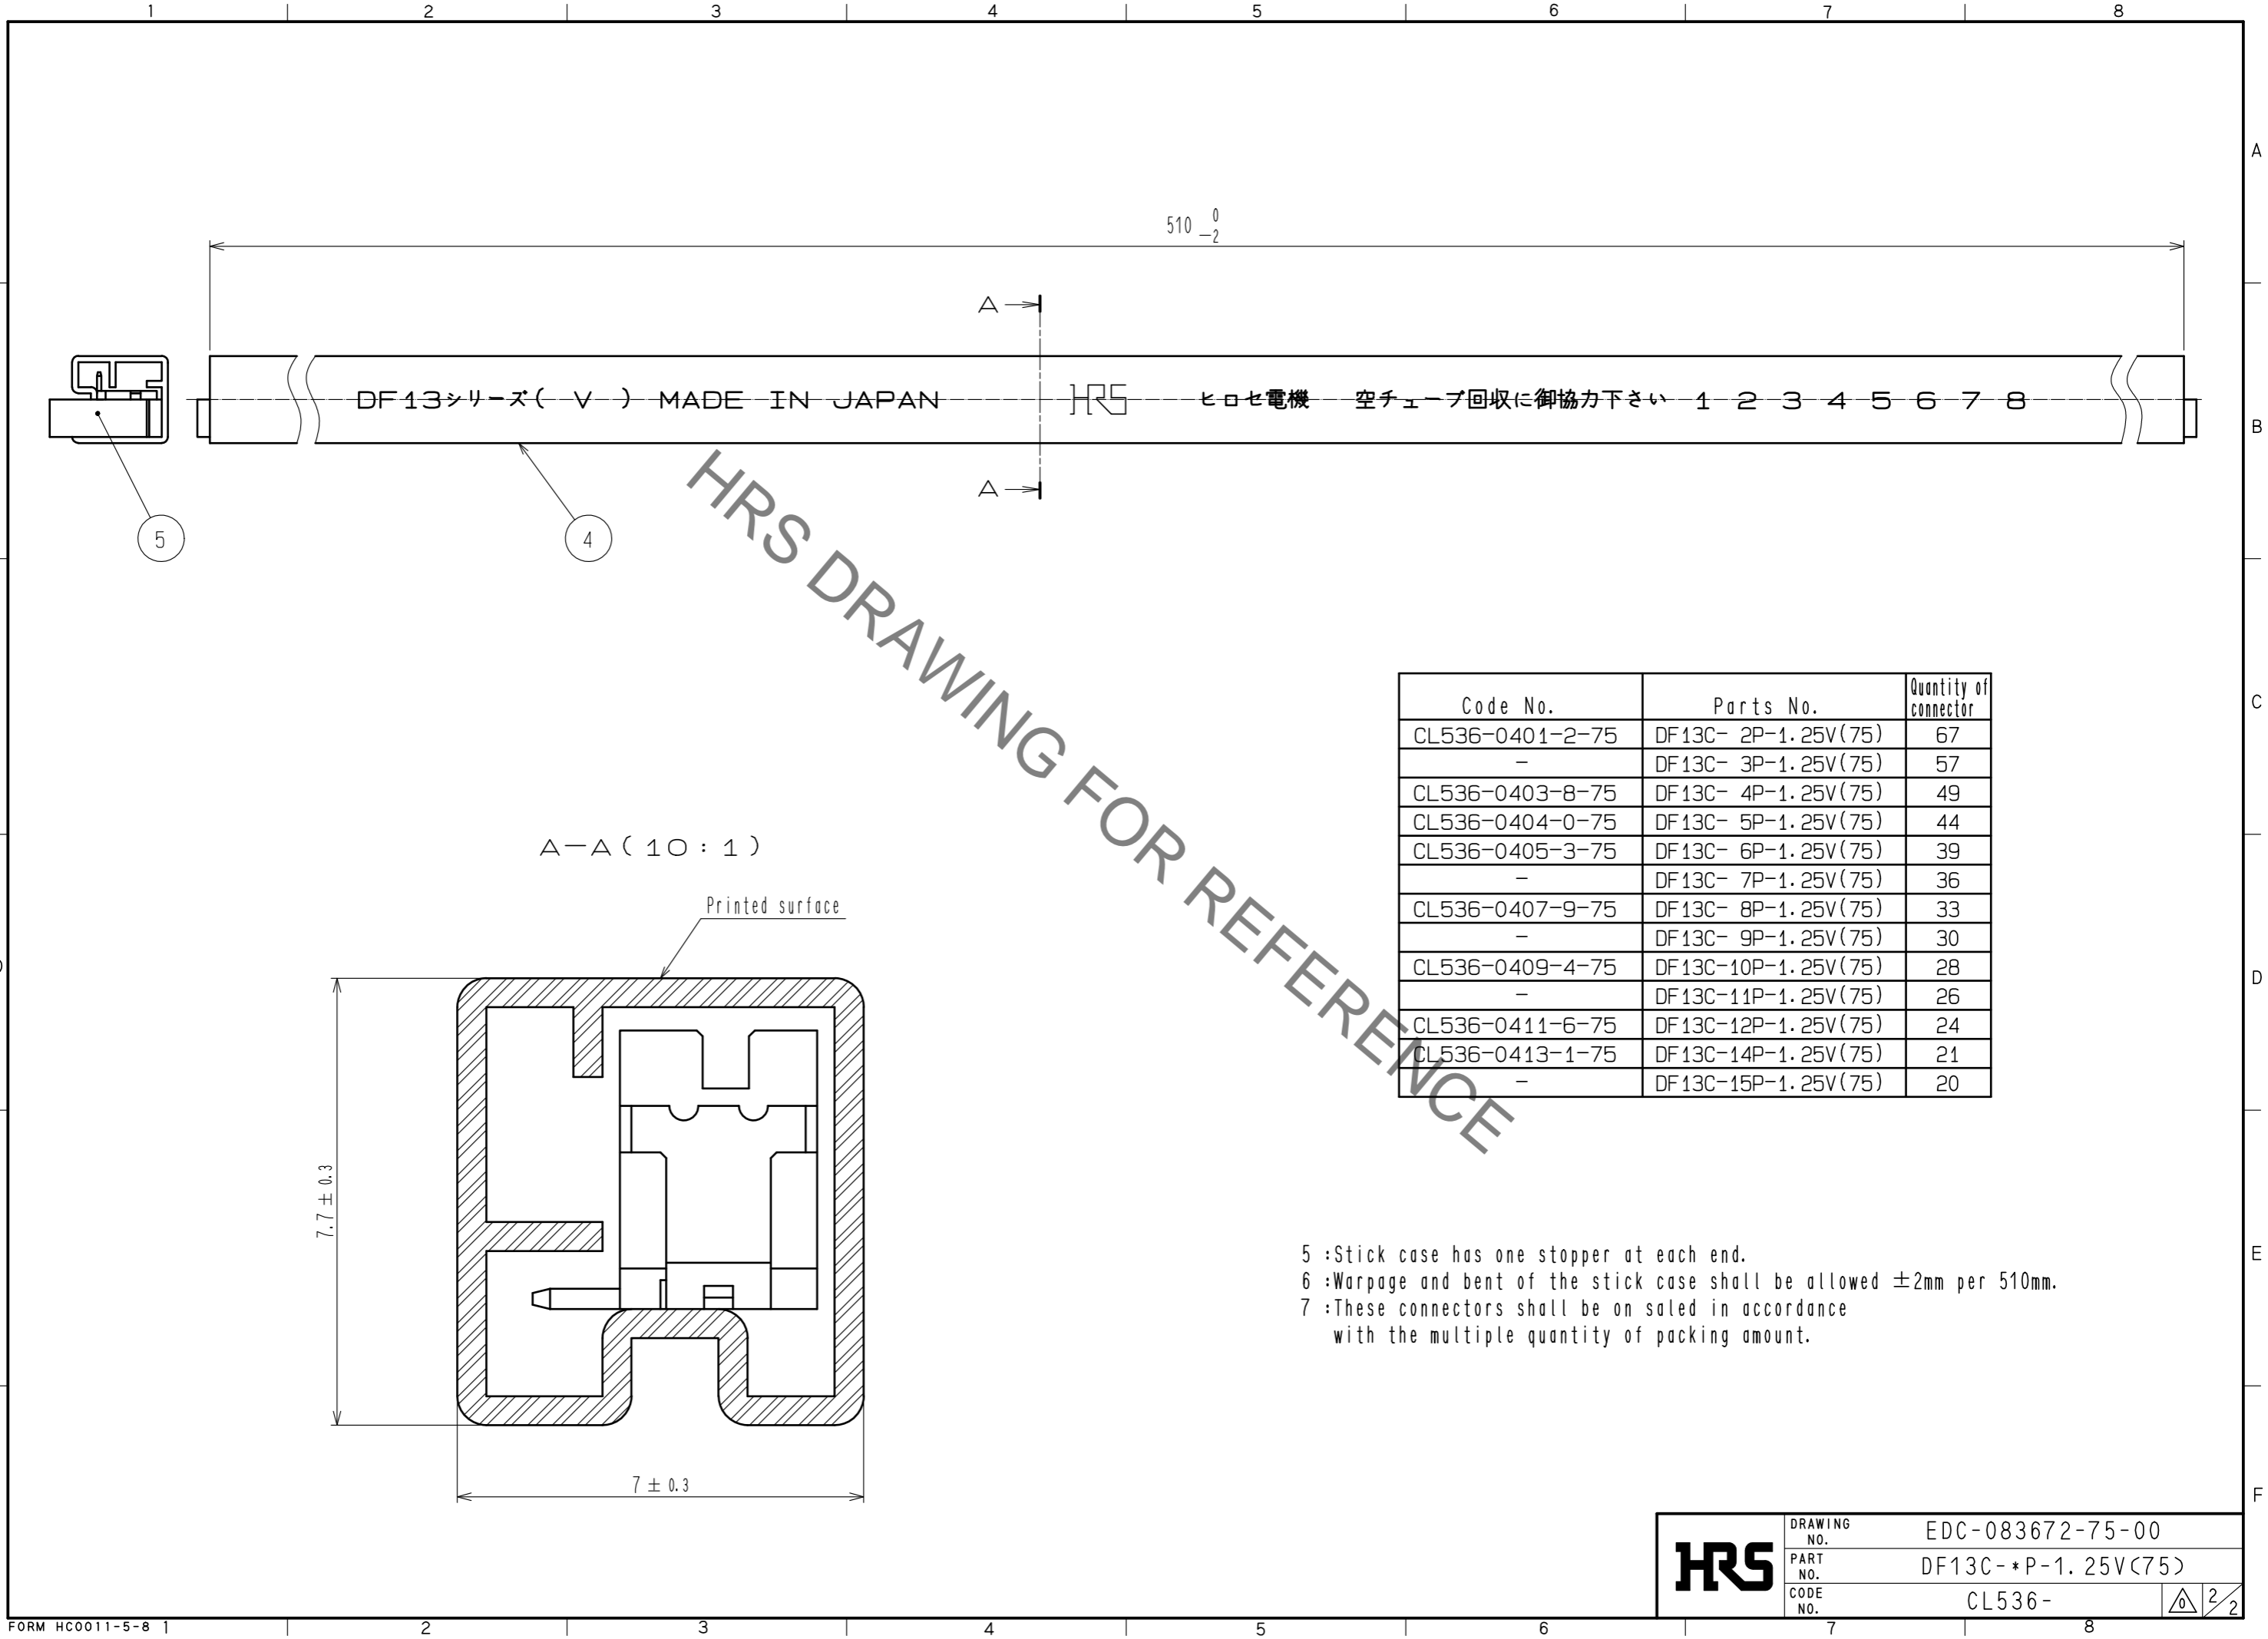 1 2 3 4 5 6 7 8
A
B
C
D
E
F
510 0 −2
A
DF13シリーズ( V ) MADE IN JAPAN HRS ヒロセ電機 空チューブ回収に御協力下さい 1 2 3 4 5 6 7 8
A
5
4
HRS DRAWING FOR REFERENCE
Code No. Parts No. Quantity of connector
CL536-0401-2-75 DF13C- 2P-1.25V(75) 67
- DF13C- 3P-1.25V(75) 57
CL536-0403-8-75 DF13C- 4P-1.25V(75) 49
CL536-0404-0-75 DF13C- 5P-1.25V(75) 44
CL536-0405-3-75 DF13C- 6P-1.25V(75) 39
- DF13C- 7P-1.25V(75) 36
CL536-0407-9-75 DF13C- 8P-1.25V(75) 33
- DF13C- 9P-1.25V(75) 30
CL536-0409-4-75 DF13C-10P-1.25V(75) 28
- DF13C-11P-1.25V(75) 26
CL536-0411-6-75 DF13C-12P-1.25V(75) 24
CL536-0413-1-75 DF13C-14P-1.25V(75) 21
- DF13C-15P-1.25V(75) 20
A−A(10:1)
Printed surface
7.7±0.3
7±0.3
5 :Stick case has one stopper at each end.
6 :Warpage and bent of the stick case shall be allowed ±2mm per 510mm.
7 :These connectors shall be on saled in accordance
with the multiple quantity of packing amount.
HRS
DRAWING NO. EDC-083672-75-00
PART NO. DF13C-*P-1.25V(75)
CODE NO. CL536- 0 2/2
FORM HC0011-5-8 1 2 3 4 5 6 7 8